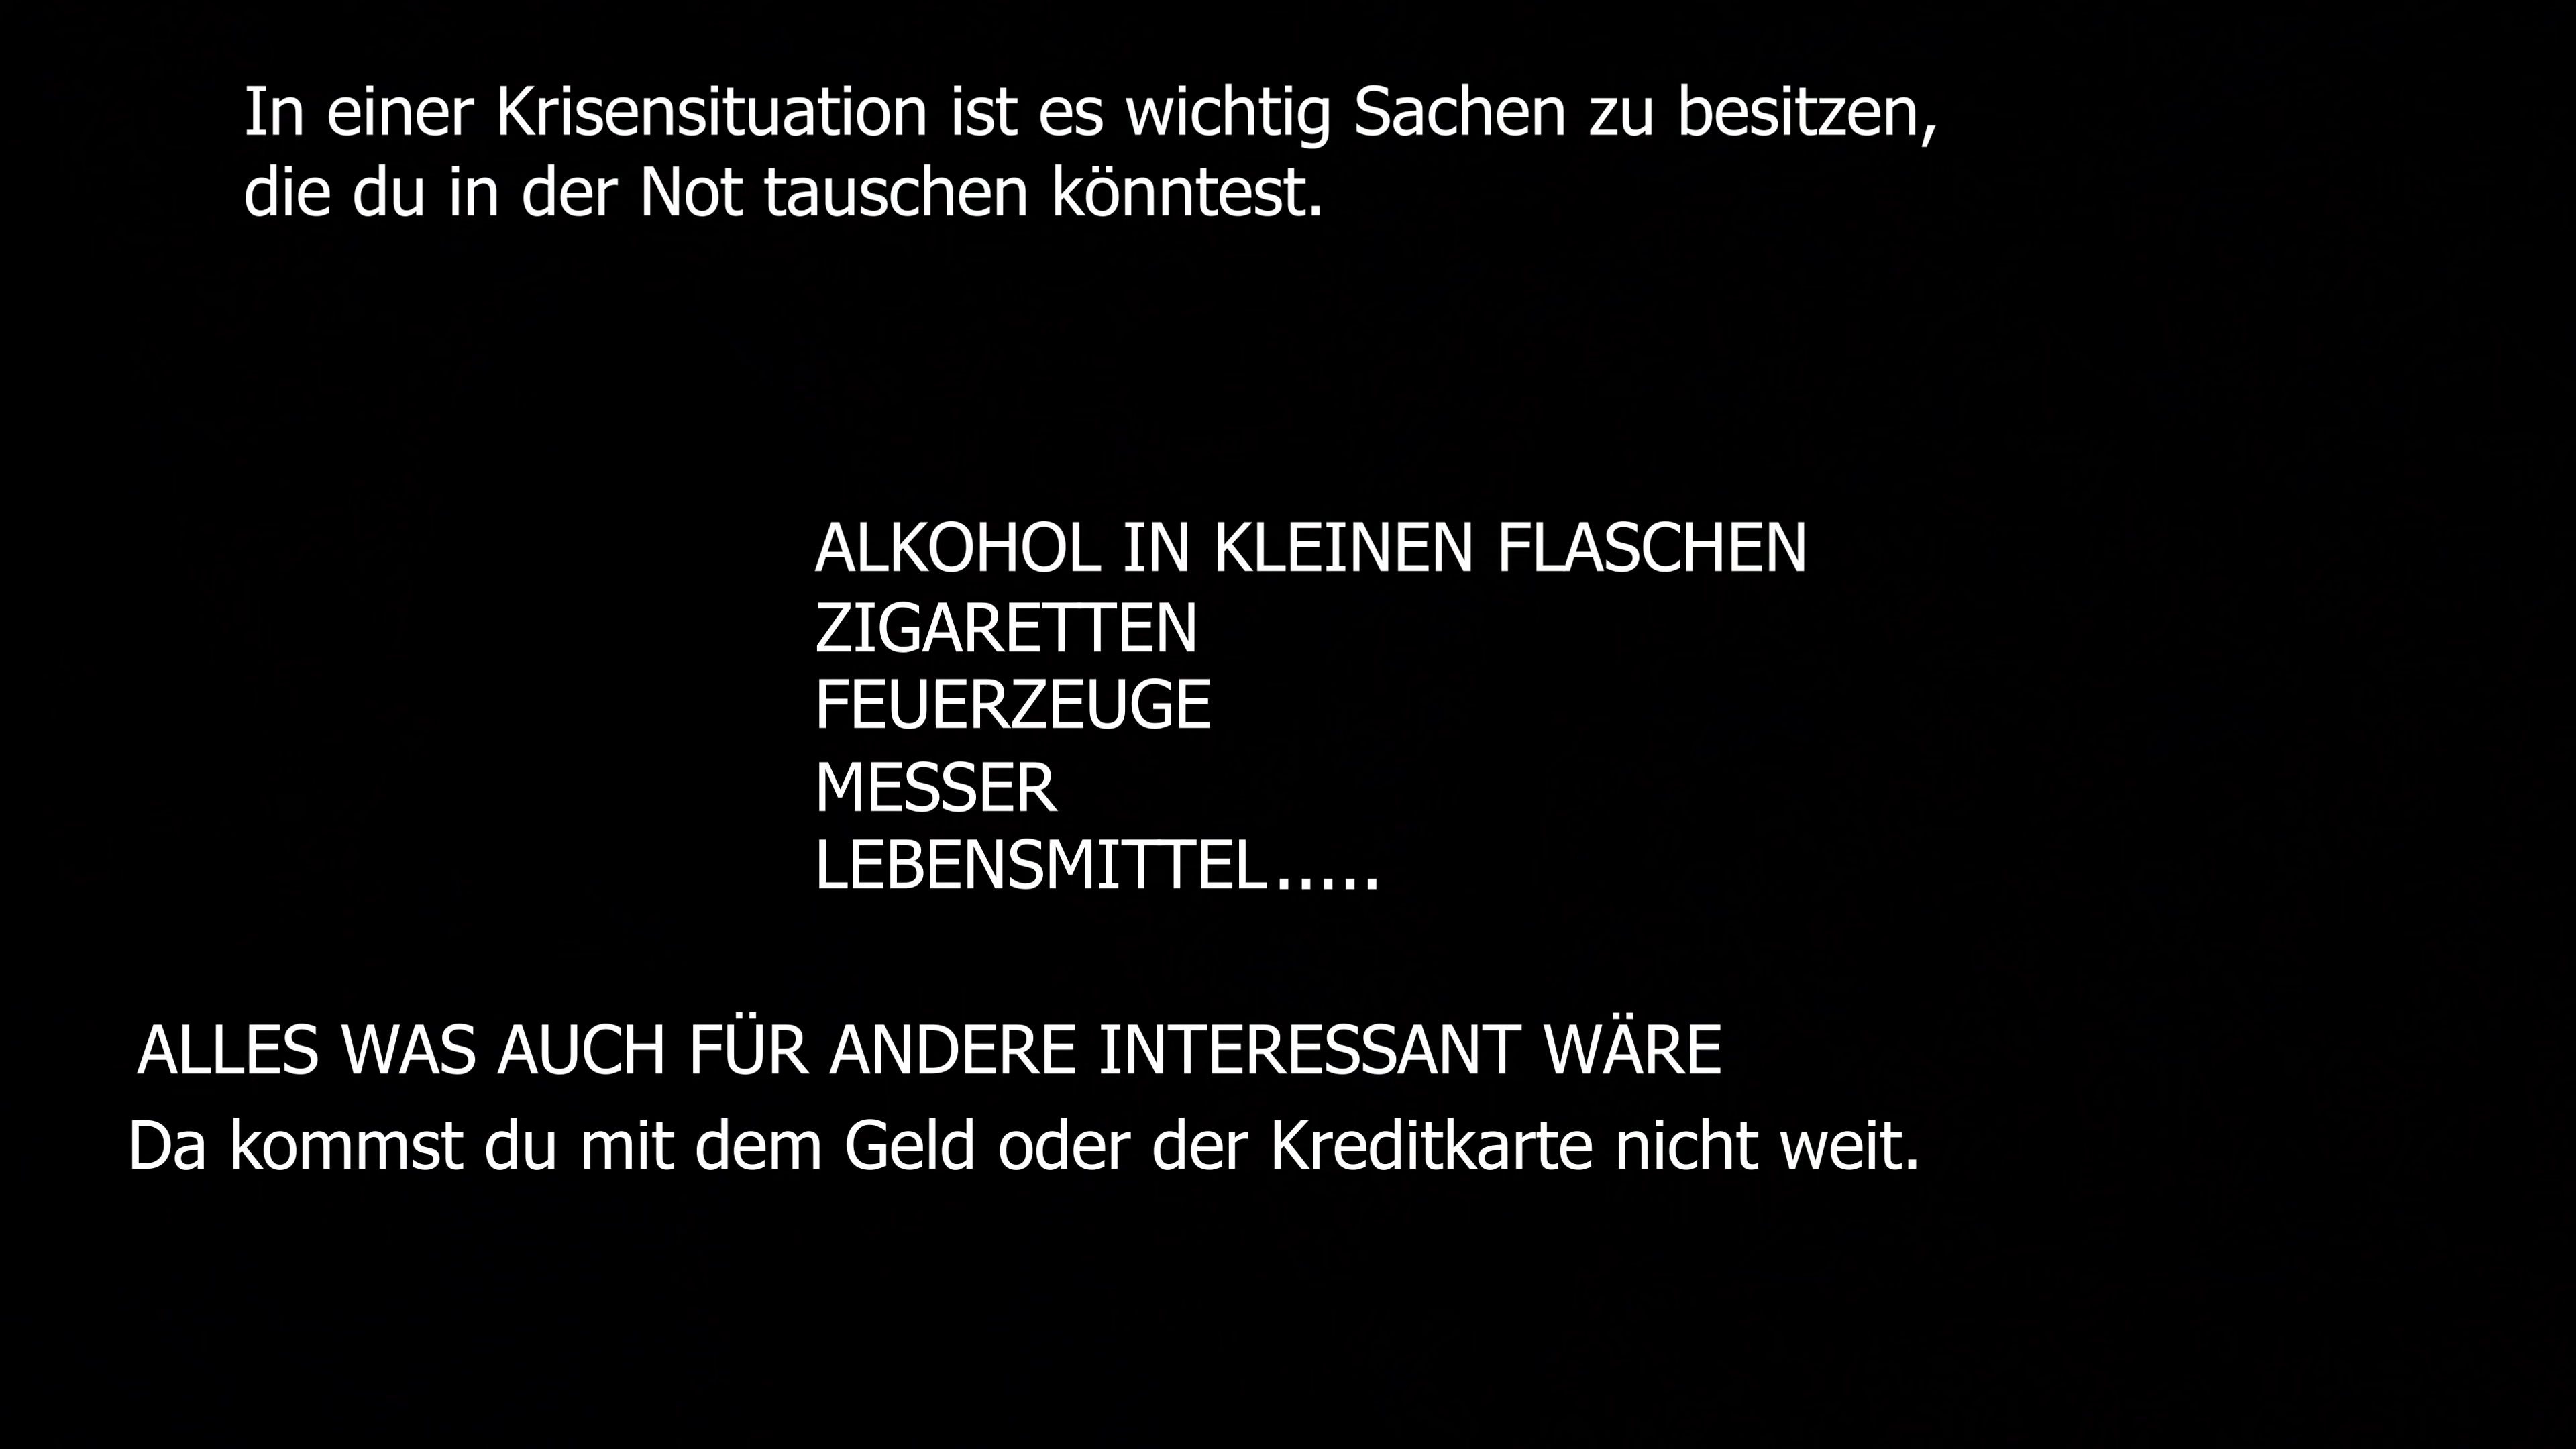 In einer Krisensituation ist es wichtig Sachen zu besitzen,
die du in der Not tauschen könntest.
ALKOHOL IN KLEINEN FLASCHEN
ZIGARETTEN
FEUERZEUGE
MESSER
LEBENSMITTEL.....
ALLES WAS AUCH FÜR ANDERE INTERESSANT WÄRE
Da kommst du mit dem Geld oder der Kreditkarte nicht weit.